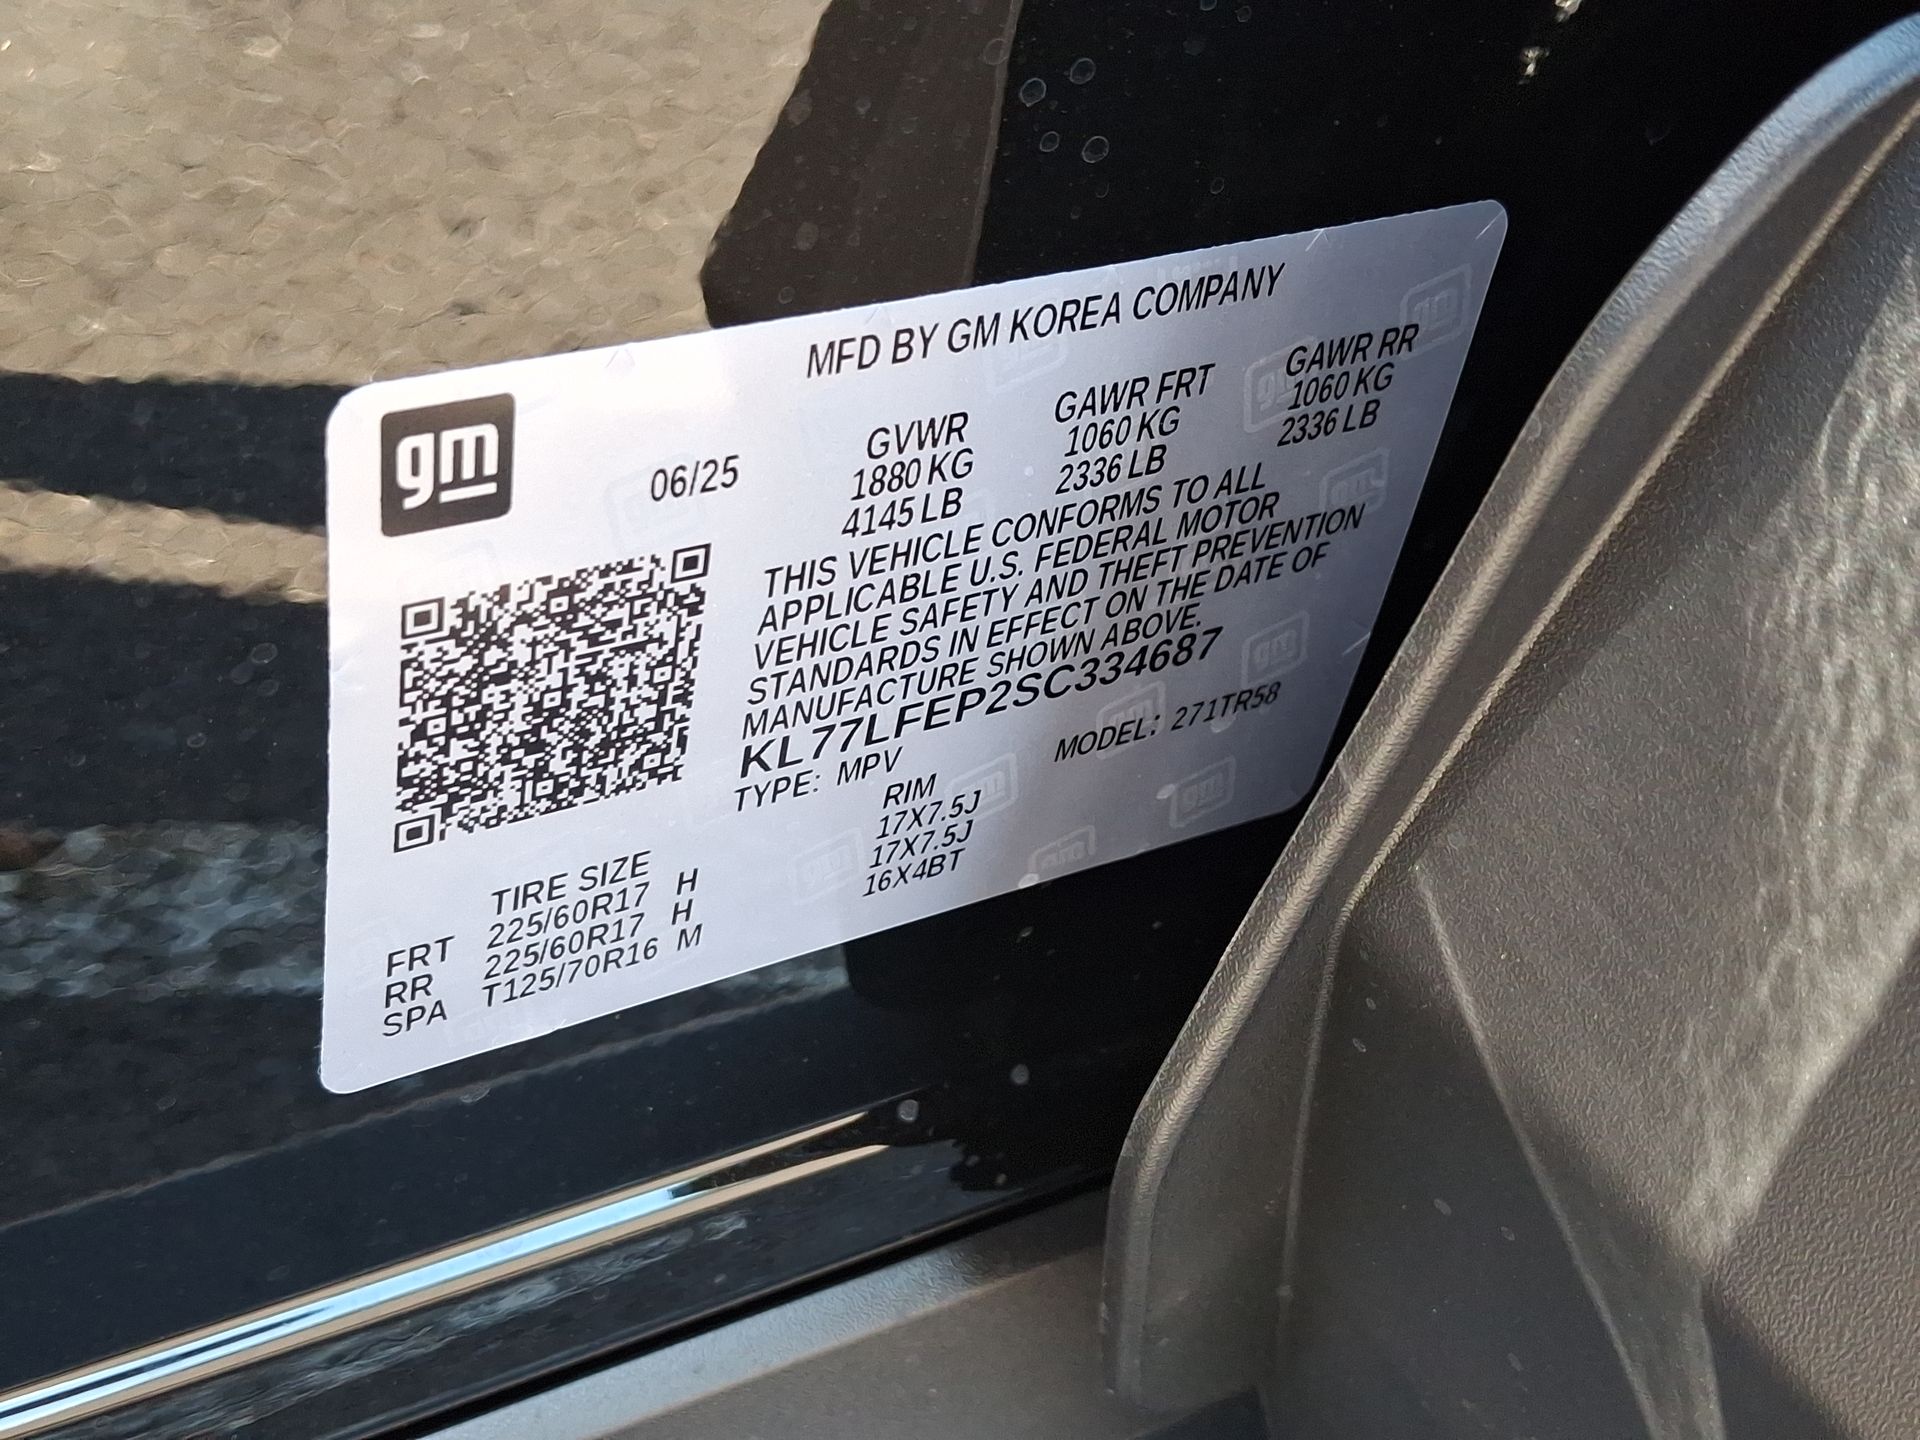 MFD BY GM KOREA COMPANY
gm
06/25
GVWR GAWR FRT GAWR RR
1880 KG 1060 KG 1060 KG
4145 LB 2336 LB 2336 LB
THIS VEHICLE CONFORMS TO ALL
APPLICABLE U.S. FEDERAL MOTOR
VEHICLE SAFETY AND THEFT PREVENTION
STANDARDS IN EFFECT ON THE DATE OF
MANUFACTURE SHOWN ABOVE.
KL77LFEP2SC334687
TYPE: MPV MODEL: 271TR58
TIRE SIZE RIM
FRT 225/60R17 H 17X7.5J
RR 225/60R17 H 17X7.5J
SPA T125/70R16 M 16X4BT